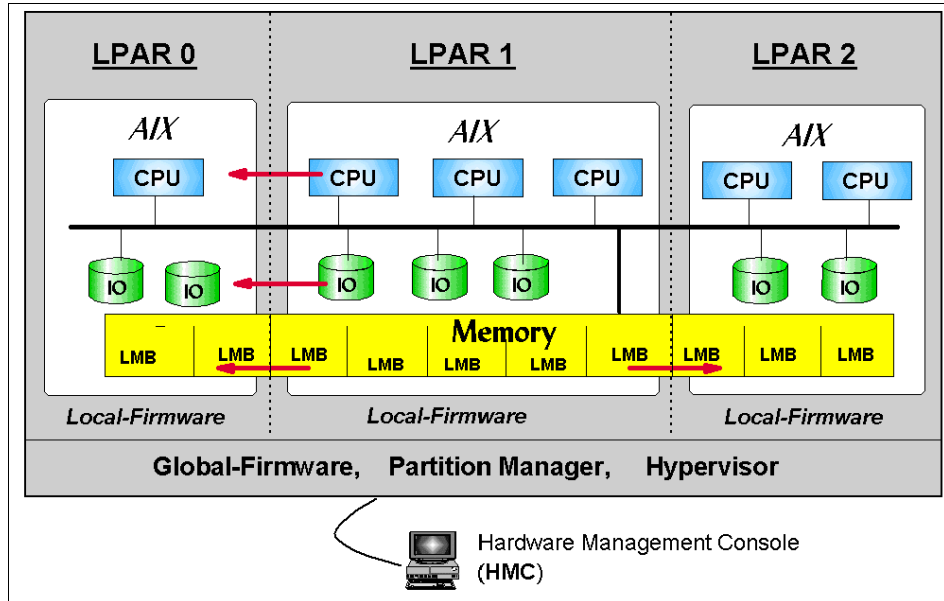 LPAR 0
LPAR 1
LPAR 2
AIX
AIX
AIX
CPU
CPU
CPU
CPU
CPU
CPU
IO
IO
IO
IO
IO
IO
IO
Memory
LMB
LMB
LMB
LMB
LMB
LMB
LMB
LMB
LMB
LMB
Local-Firmware
Local-Firmware
Local-Firmware
Global-Firmware, Partition Manager, Hypervisor
Hardware Management Console
(HMC)